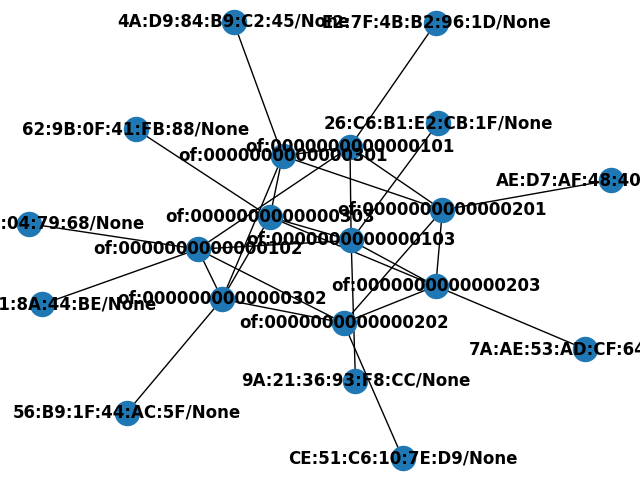 4A:D9:84:B9:C2:45/None
E2:7F:4B:B2:96:1D/None
62:9B:0F:41:FB:88/None
26:C6:B1:E2:CB:1F/None
of:0000000000000101
of:0000000000000301
AE:D7:AF:48:40
of:0000000000000303
of:0000000000000201
:04:79:68/None
of:0000000000000102
of:0000000000000103
of:0000000000000203
1:8A:44:BE/None
of:0000000000000302
of:0000000000000202
7A:AE:53:AD:CF:64
9A:21:36:93:F8:CC/None
56:B9:1F:44:AC:5F/None
CE:51:C6:10:7E:D9/None